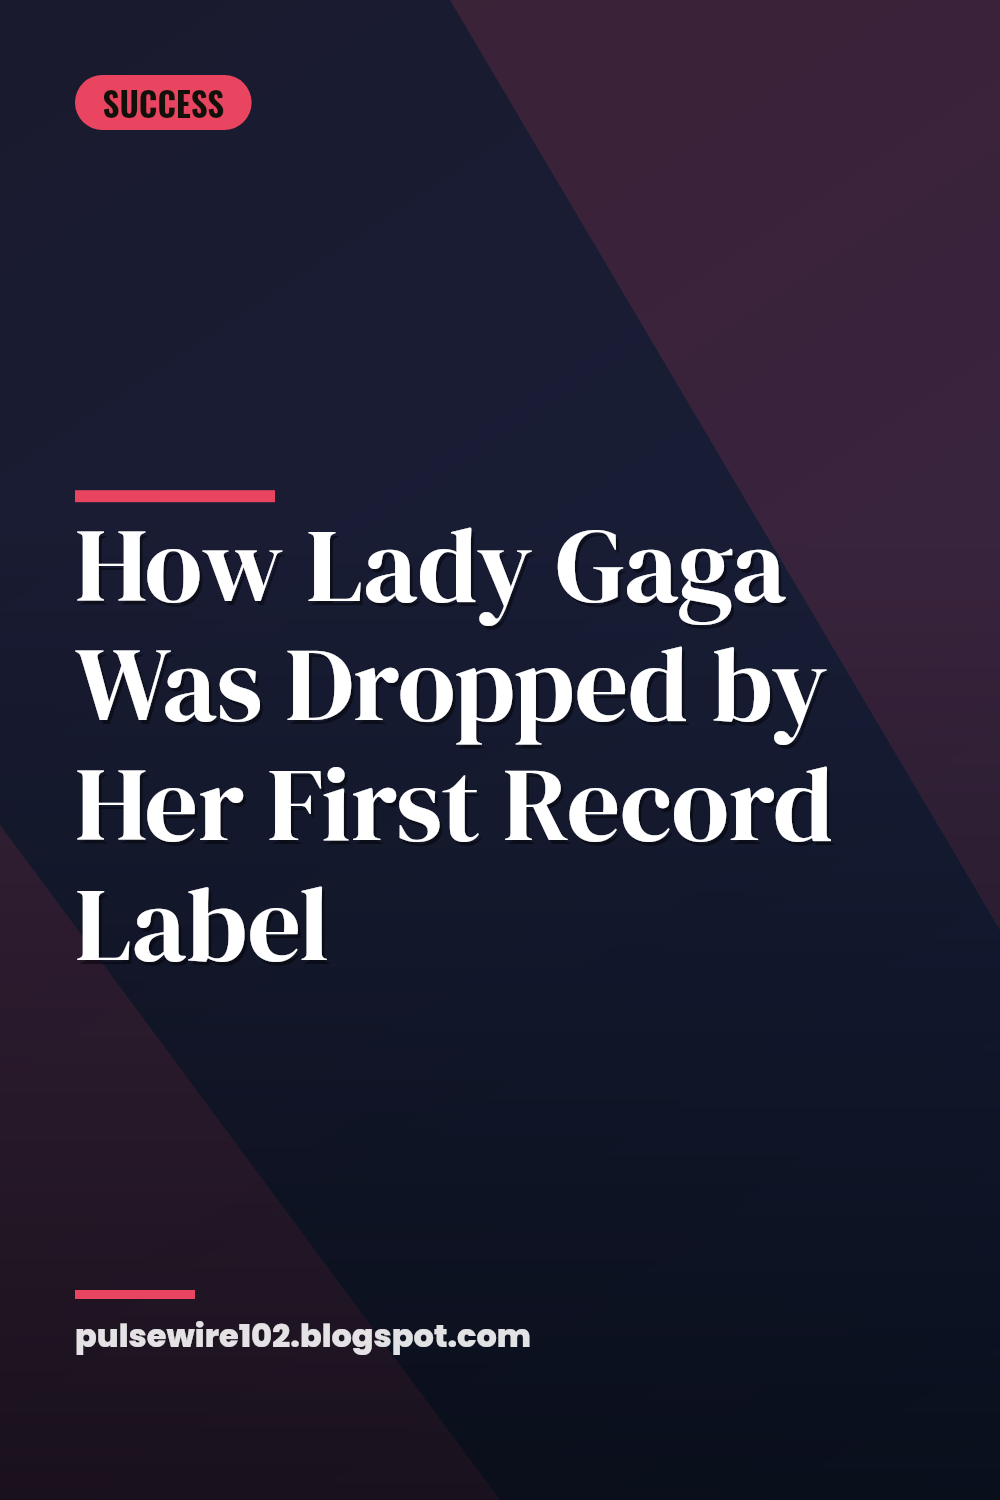 SUCCESS
How Lady Gaga
Was Dropped by
Her First Record
Label
pulsewire102.blogspot.com